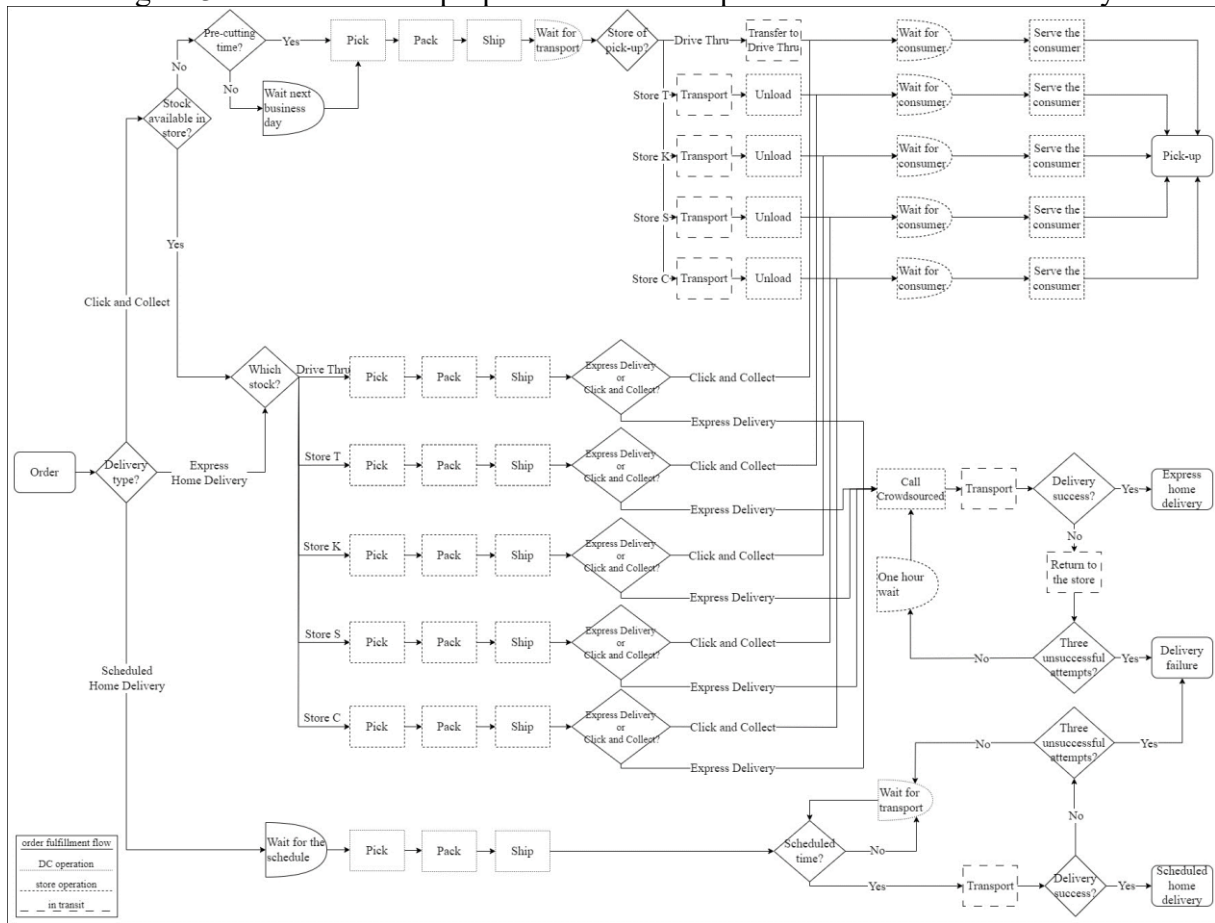 Pre-cutting
time?
Yes
Pick
Pack
Ship
Wait for
transport
Store of
pick-up?
Drive Thru
Transfer to
Drive Thru
Wait for
consumer
Serve the
consumer
No
No
Wait next
business
day
Stock
available in
store?
Store T
Transport
Unload
Wait for
consumer
Serve the
consumer
Store K
Transport
Unload
Wait for
consumer
Serve the
consumer
Pick-up
Store S
Transport
Unload
Wait for
consumer
Serve the
consumer
Yes
Store C
Transport
Unload
Wait for
consumer
Serve the
consumer
Click and Collect
Which
stock?
Drive Thru
Pick
Pack
Ship
Express Delivery
or
Click and Collect?
Click and Collect
Express Delivery
Order
Delivery
type?
Express
Home Delivery
Store T
Pick
Pack
Ship
Express Delivery
or
Click and Collect?
Click and Collect
Express Delivery
Call
Crowdsourced
Transport
Delivery
success?
Yes
Express
home
delivery
No
Return to
the store
Store K
Pick
Pack
Ship
Express Delivery
or
Click and Collect?
Click and Collect
Express Delivery
One hour
wait
Store S
Pick
Pack
Ship
Express Delivery
or
Click and Collect?
Click and Collect
Express Delivery
No
Three
unsuccessful
attempts?
Yes
Delivery
failure
Scheduled
Home Delivery
Store C
Pick
Pack
Ship
Express Delivery
or
Click and Collect?
Click and Collect
Express Delivery
No
Three
unsuccessful
attempts?
Yes
Wait for
transport
No
Wait for the
schedule
Pick
Pack
Ship
Scheduled
time?
No
Yes
Transport
Delivery
success?
Yes
Scheduled
home
delivery
order fulfillment flow
DC operation
store operation
in transit